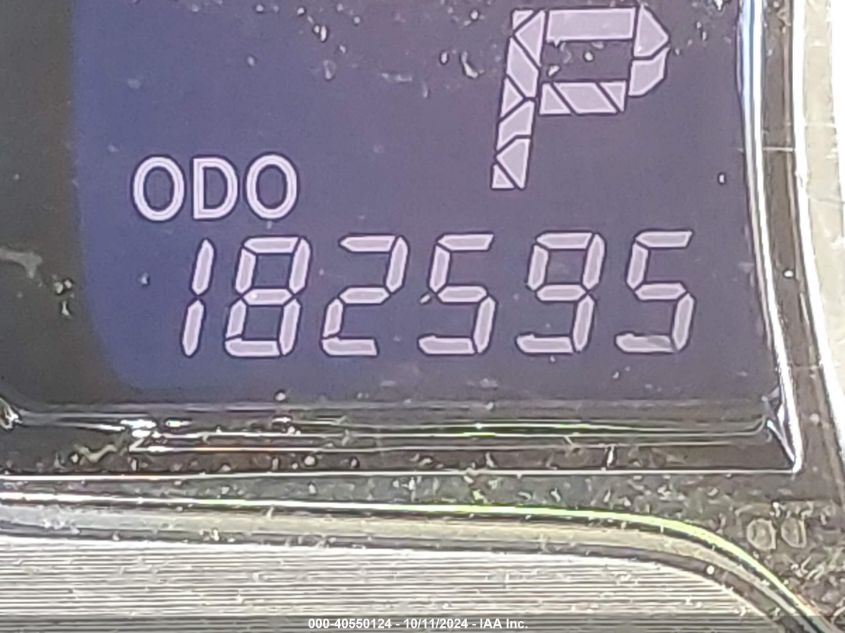 P
ODO
182595
000-40550124 - 10/11/2024 - IAA Inc.